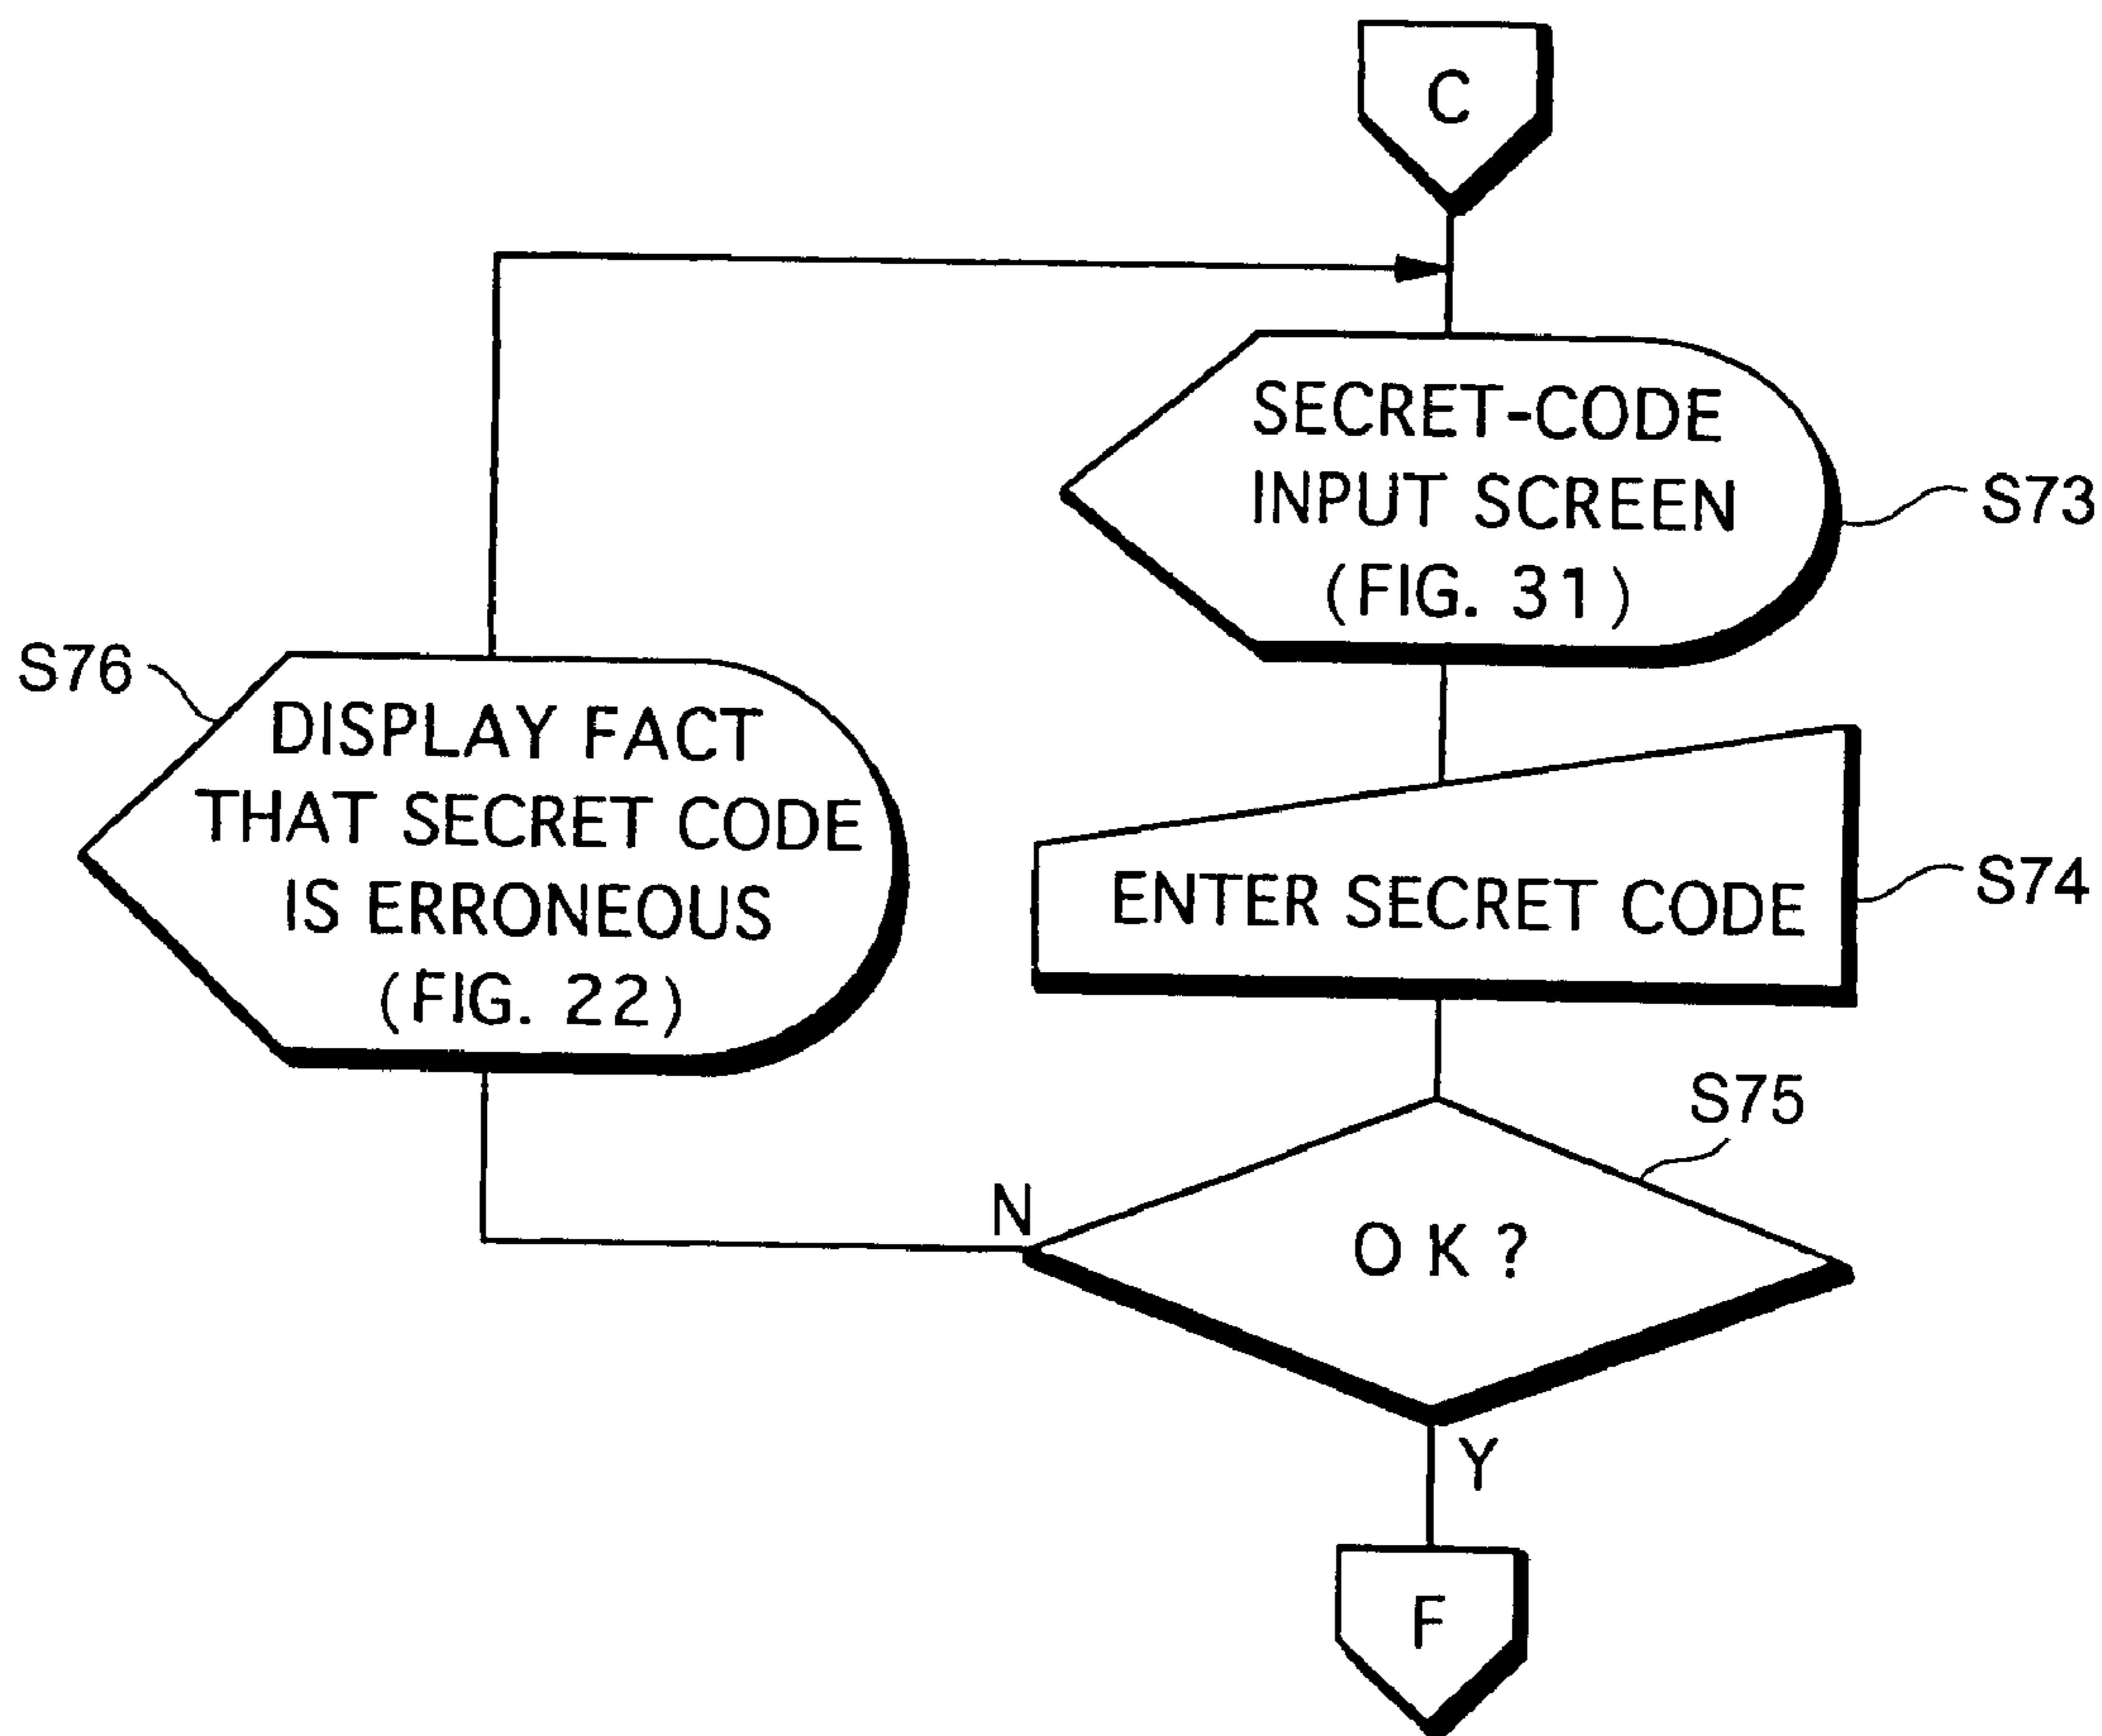 C
SECRET-CODE
INPUT SCREEN
(FIG. 31)
S73
S76
DISPLAY FACT
THAT SECRET CODE
IS ERRONEOUS
(FIG. 22)
ENTER SECRET CODE
S74
S75
N
OK?
Y
F